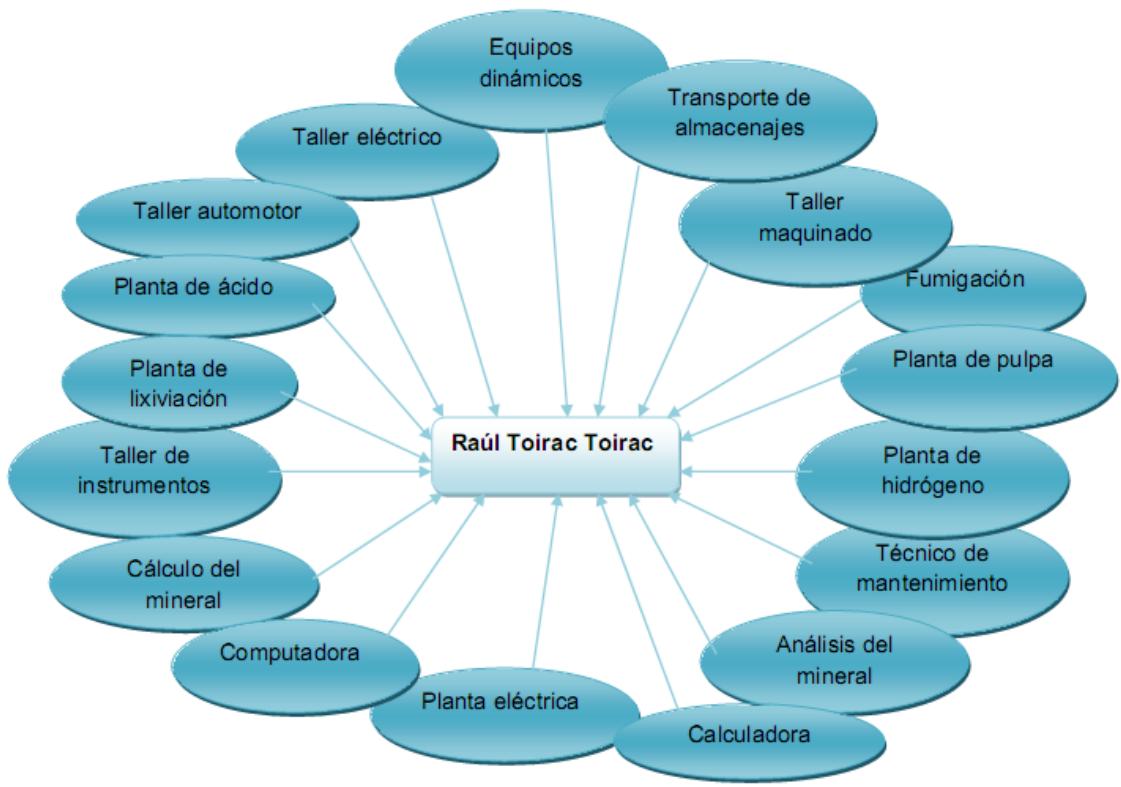 Equipos
dinámicos
Transporte de
almacenajes
Taller eléctrico
Taller
maquinado
Taller automotor
Fumigación
Planta de ácido
Planta de pulpa
Planta de
lixiviación
Raúl Toirac Toirac
Taller de
instrumentos
Planta de
hidrógeno
Cálculo del
mineral
Técnico de
mantenimiento
Computadora
Análisis del
mineral
Planta eléctrica
Calculadora